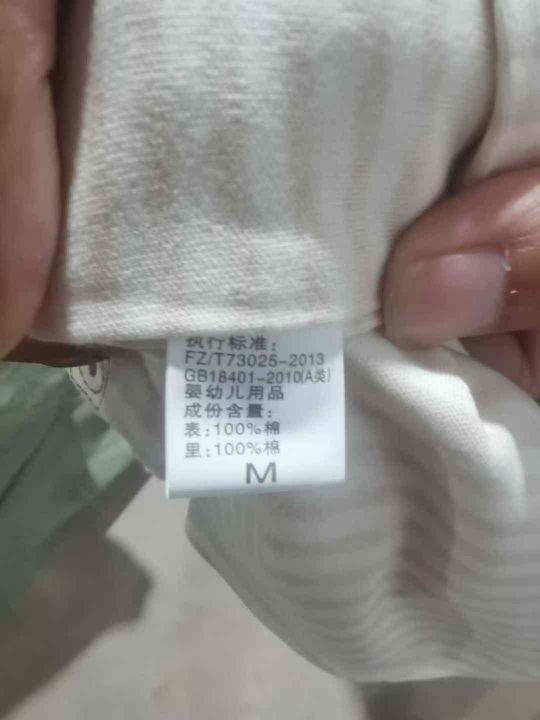 执行标准:
FZ/T73025-2013
GB18401-2010(A类)
婴幼儿用品
成份含量:
表:100%棉
里:100%棉
M